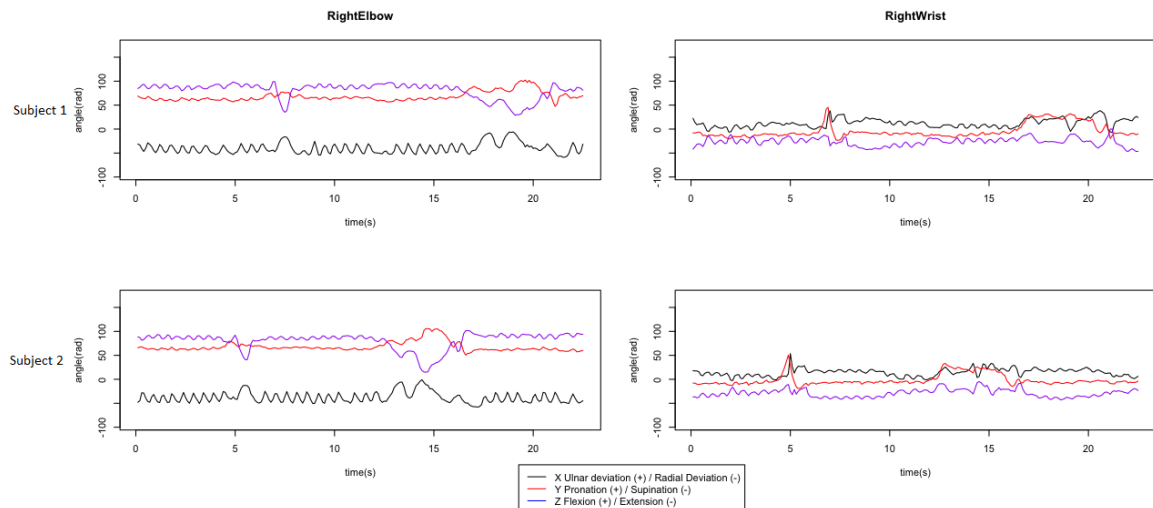 RightElbow
RightWrist
Subject 1
angle(rad)
-100 0 50 100
0 5 10 15 20
time(s)
angle(rad)
-100 0 50 100
0 5 10 15 20
time(s)
Subject 2
angle(rad)
-100 0 50 100
0 5 10 15 20
time(s)
angle(rad)
-100 0 50 100
0 5 10 15 20
time(s)
X Ulnar deviation (+) / Radial Deviation (-)
Y Pronation (+) / Supination (-)
Z Flexion (+) / Extension (-)